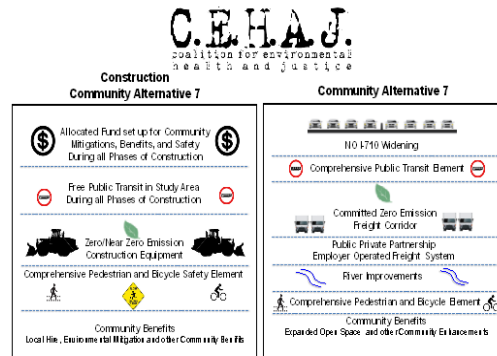 C.E.H.A.J.
coalition for environmental
health and justice
Construction
Community Alternative 7
Allocated Fund set up for Community
Mitigations, Benefits, and Safety
During all Phases of Construction
Free Public Transit in Study Area
During all Phases of Construction
Zero/Near Zero Emission
Construction Equipment
Comprehensive Pedestrian and Bicycle Safety Element
Community Benefits
Local Hire, Environmental Mitigation and other Community Benefits
Community Alternative 7
NO I-710 Widening
Comprehensive Public Transit Element
Committed Zero Emission
Freight Corridor
Public Private Partnership
Employer Operated Freight System
River Improvements
Comprehensive Pedestrian and Bicycle Element
Community Benefits
Expanded Open Space and other Community Enhancements